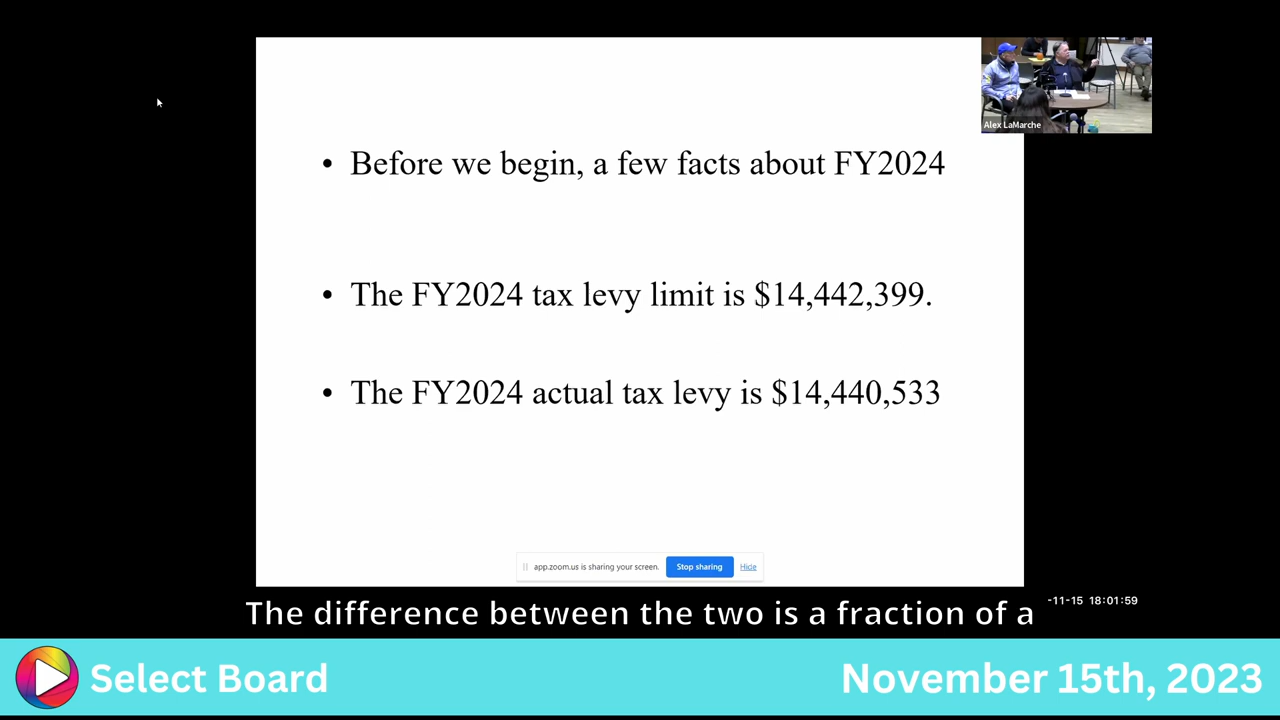 Alex LaMarche
• Before we begin, a few facts about FY2024
• The FY2024 tax levy limit is $14,442,399.
• The FY2024 actual tax levy is $14,440,533
app.zoom.us is sharing your screen. Stop sharing Hide
The difference between the two is a fraction of a
-11-15 18:01:59
Select Board November 15th, 2023